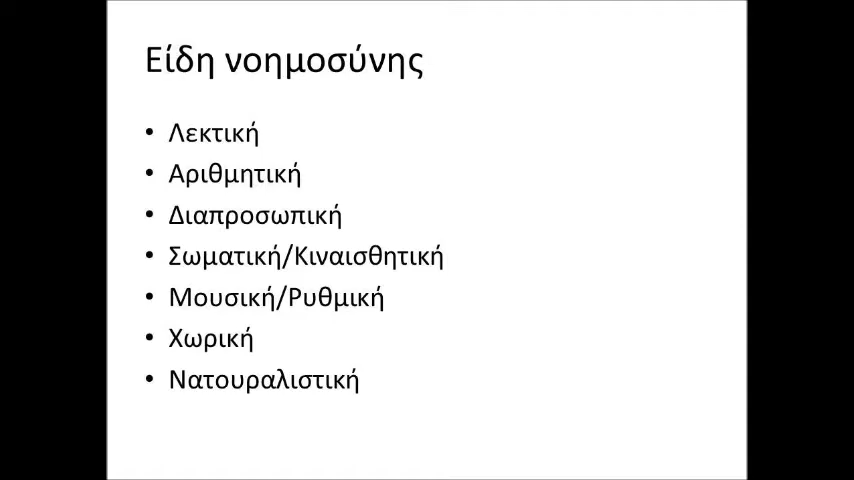 Είδη νοημοσύνης
• Λεκτική
• Αριθμητική
• Διαπροσωπική
• Σωματική/Κιναισθητική
• Μουσική/Ρυθμική
• Χωρική
• Νατουραλιστική